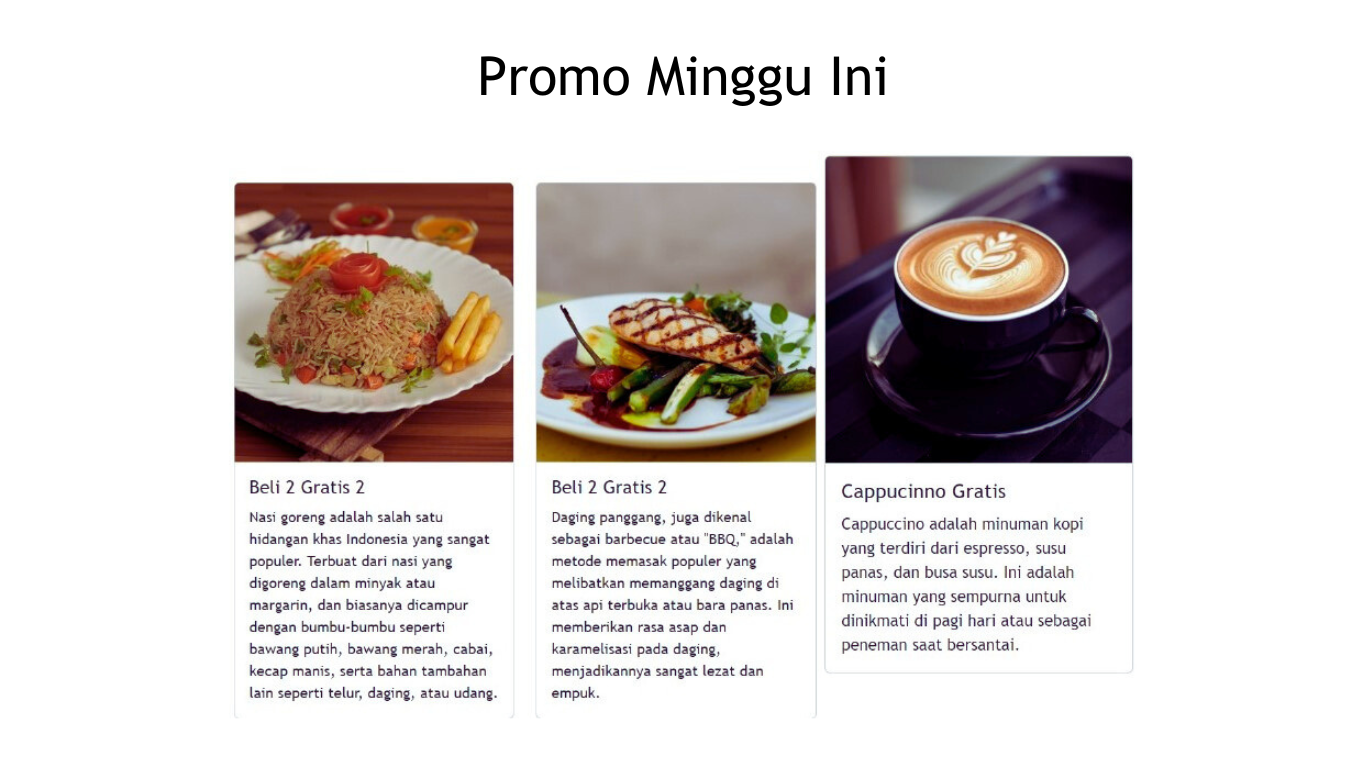 Promo Minggu Ini
Beli 2 Gratis 2
Nasi goreng adalah salah satu
hidangan khas Indonesia yang sangat
populer. Terbuat dari nasi yang
digoreng dalam minyak atau
margarin, dan biasanya dicampur
dengan bumbu-bumbu seperti
bawang putih, bawang merah, cabai,
kecap manis, serta bahan tambahan
lain seperti telur, daging, atau udang.
Beli 2 Gratis 2
Daging panggang, juga dikenal
sebagai barbecue atau "BBQ," adalah
metode memasak populer yang
melibatkan memanggang daging di
atas api terbuka atau bara panas. Ini
memberikan rasa asap dan
karamelisasi pada daging,
menjadikannya sangat lezat dan
empuk.
Cappucinno Gratis
Cappuccino adalah minuman kopi
yang terdiri dari espresso, susu
panas, dan busa susu. Ini adalah
minuman yang sempurna untuk
dinikmati di pagi hari atau sebagai
peneman saat bersantai.